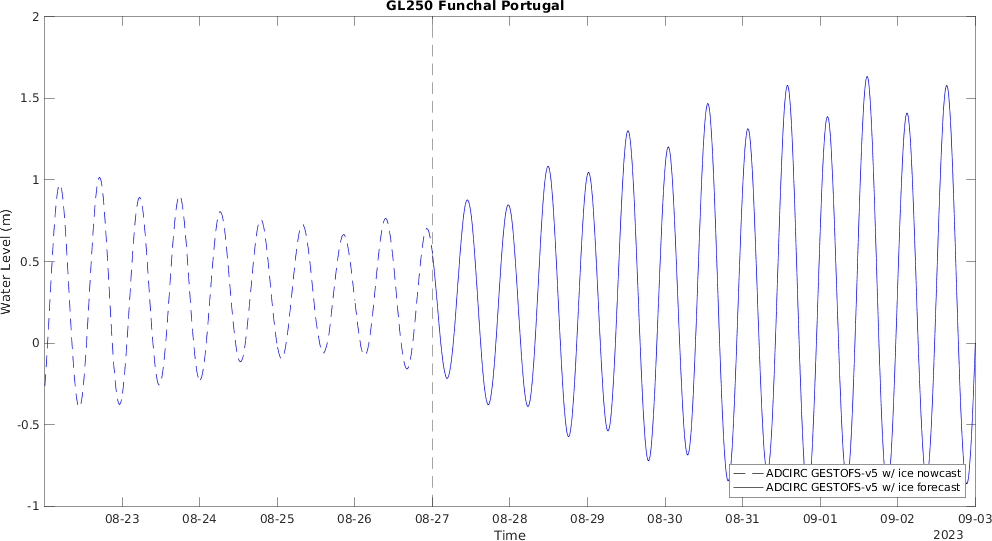 GL250 Funchal Portugal
Water Level (m)
2
1.5
1
0.5
0
-0.5
-1
ADCIRC GESTOFS-v5 w/ ice nowcast
ADCIRC GESTOFS-v5 w/ ice forecast
08-23 08-24 08-25 08-26 08-27 08-28 08-29 08-30 08-31 09-01 09-02 09-03
Time
2023